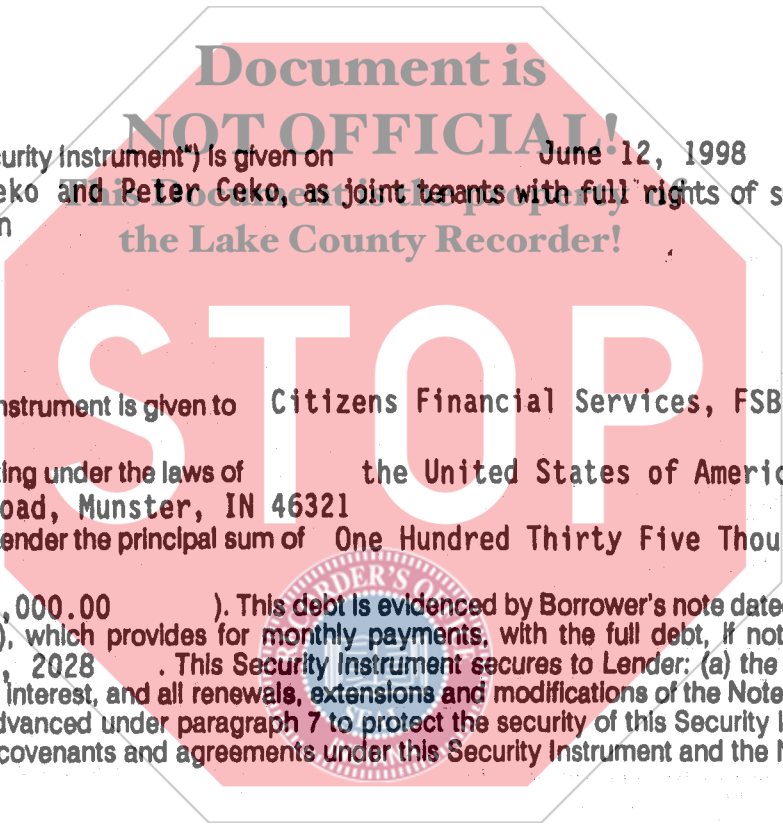 Document is
NOT OFFICIAL!
This Document is the property of
the Lake County Recorder!
STOP
curity Instrument") is given on June 12, 1998
eko and Peter Ceko, as joint tenants with full rights of s
n
nstrument is given to Citizens Financial Services, FSB
ting under the laws of the United States of Americ
oad, Munster, IN 46321
ender the principal sum of One Hundred Thirty Five Thou
,000.00 ). This debt is evidenced by Borrower's note date
), which provides for monthly payments, with the full debt, if not
, 2028 . This Security Instrument secures to Lender: (a) the
interest, and all renewals, extensions and modifications of the Note
dvanced under paragraph 7 to protect the security of this Security I
covenants and agreements under this Security Instrument and the N
RECORDER'S OF